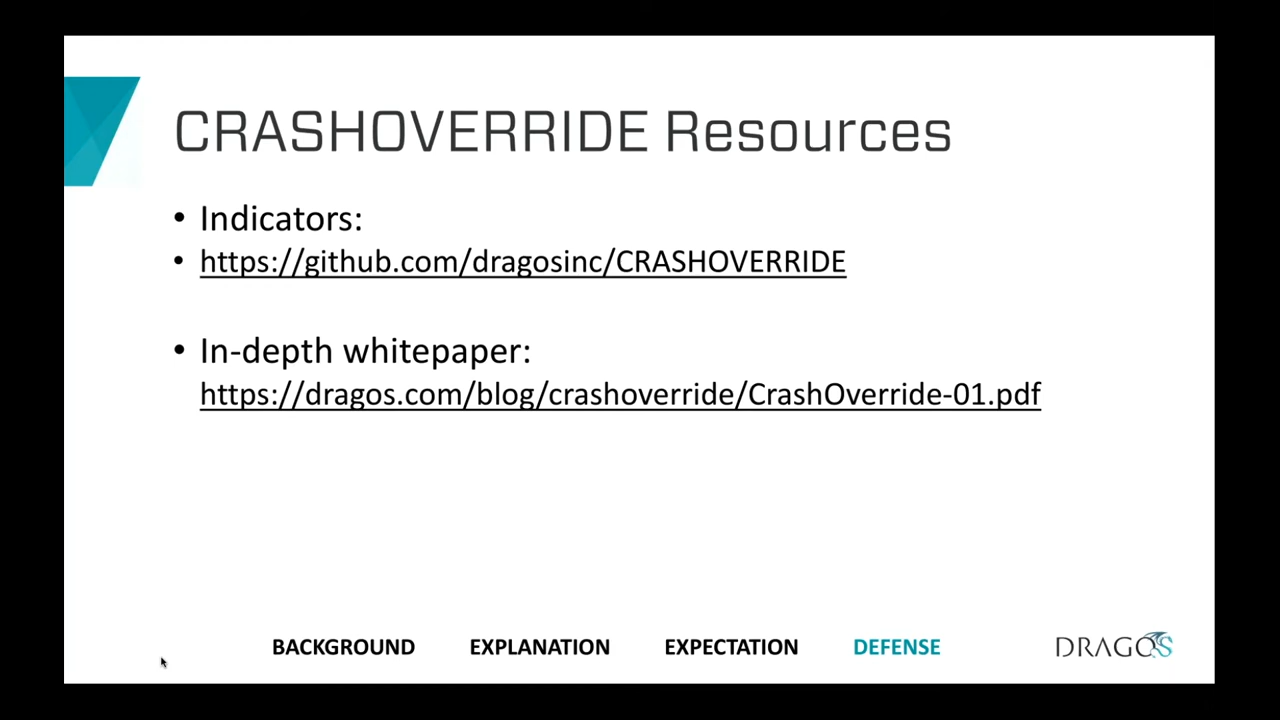 CRASHOVERRIDE Resources
• Indicators:
• https://github.com/dragosinc/CRASHOVERRIDE
• In-depth whitepaper:
https://dragos.com/blog/crashoverride/CrashOverride-01.pdf
BACKGROUND EXPLANATION EXPECTATION DEFENSE DRAGOS